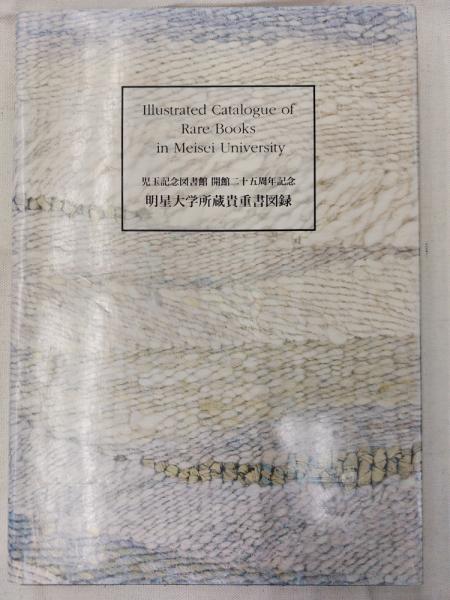 Illustrated Catalogue of
Rare Books
in Meisei University
児玉記念図書館 開館二十五周年記念
明星大学所蔵貴重書図録